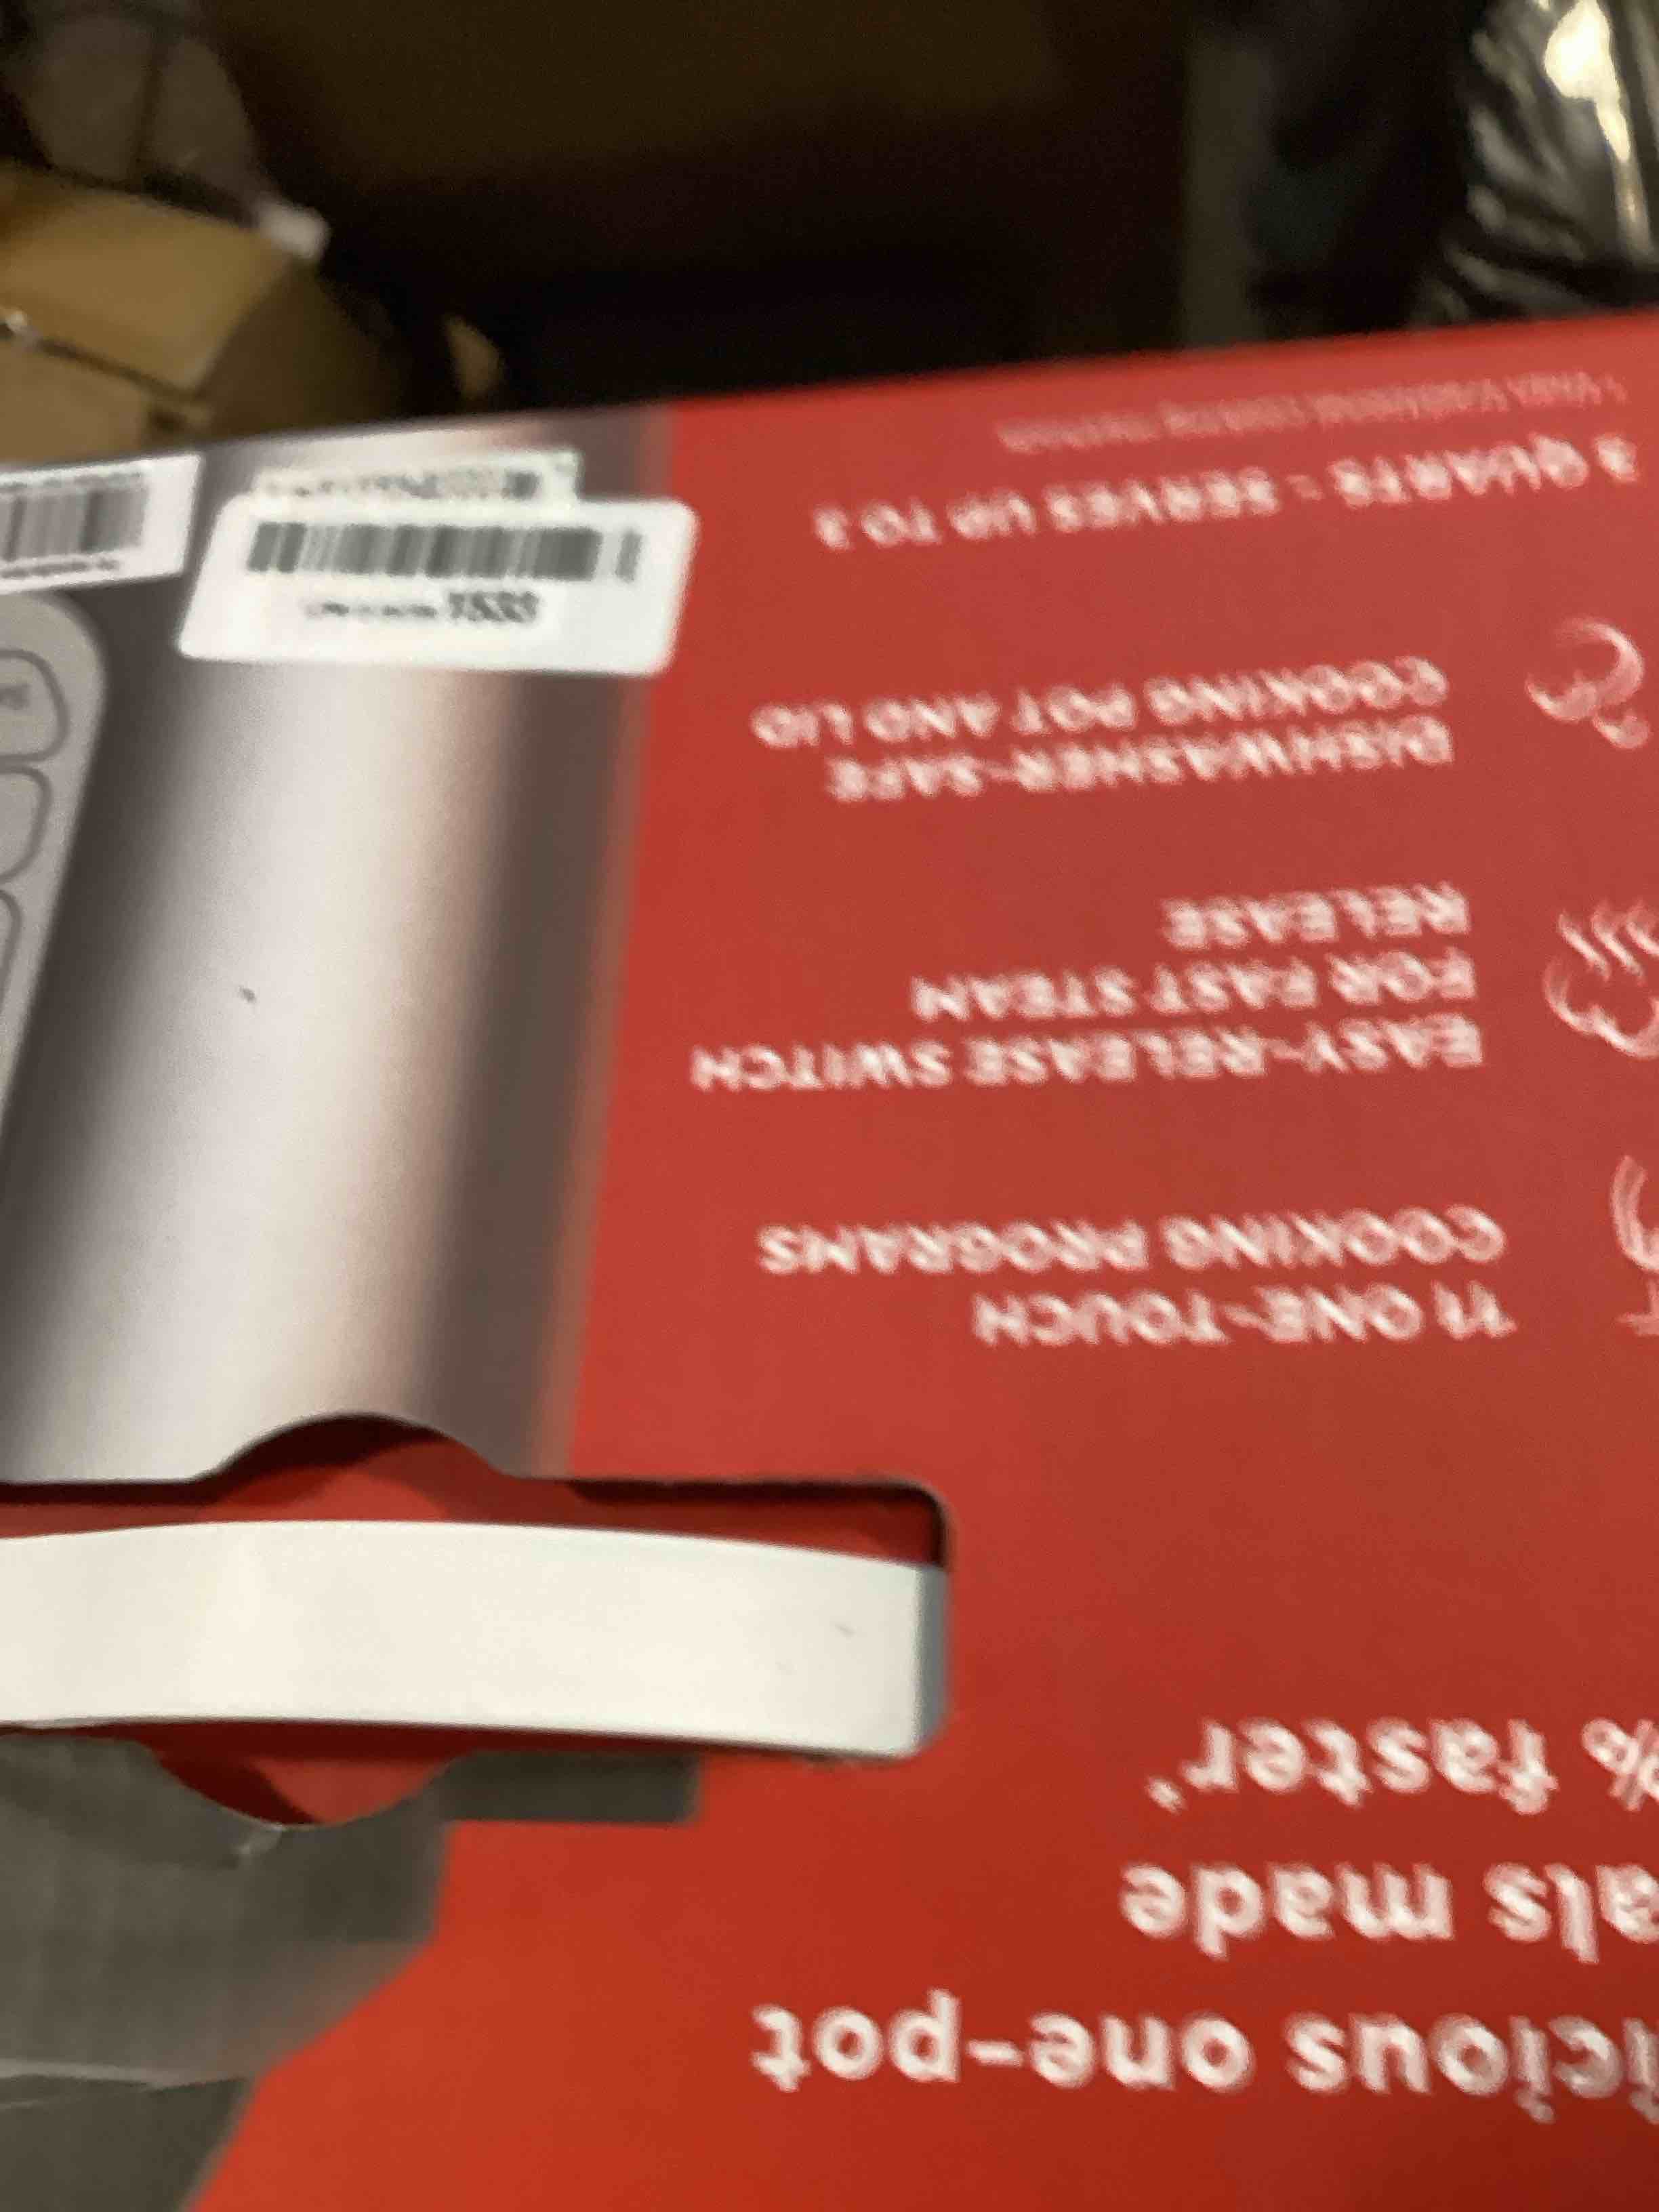 icious one-pot
als made
% faster*
11 ONE-TOUCH
COOKING PROGRAMS
EASY-RELEASE SWITCH
FOR FAST STEAM
RELEASE
DISHWASHER-SAFE
COOKING POT AND LID
3 QUARTS – SERVES UP TO 3